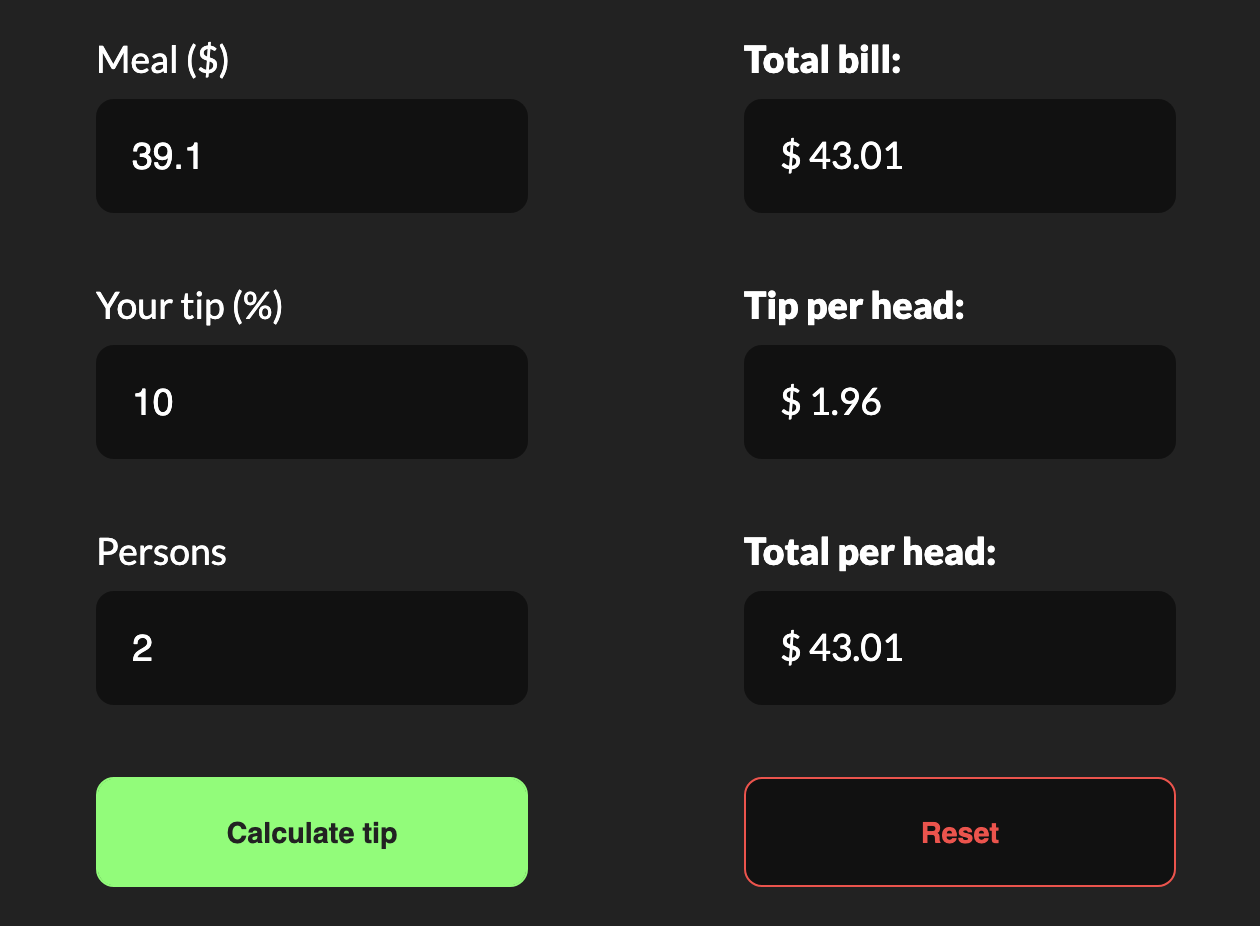 Meal ($)
39.1
Your tip (%)
10
Persons
2
Calculate tip
Total bill:
$ 43.01
Tip per head:
$ 1.96
Total per head:
$ 43.01
Reset